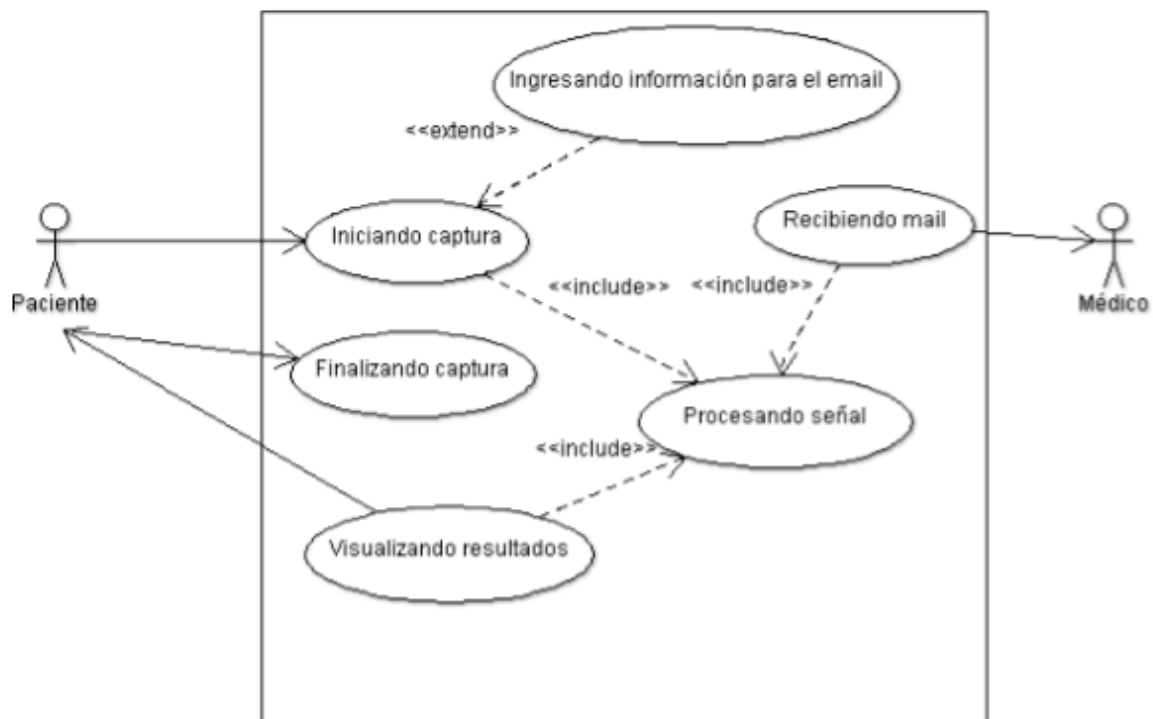 Ingresando información para el email
<<extend>>
Recibiendo mail
Iniciando captura
<<include>>
<<include>>
Paciente
Médico
Finalizando captura
Procesando señal
<<include>>
Visualizando resultados